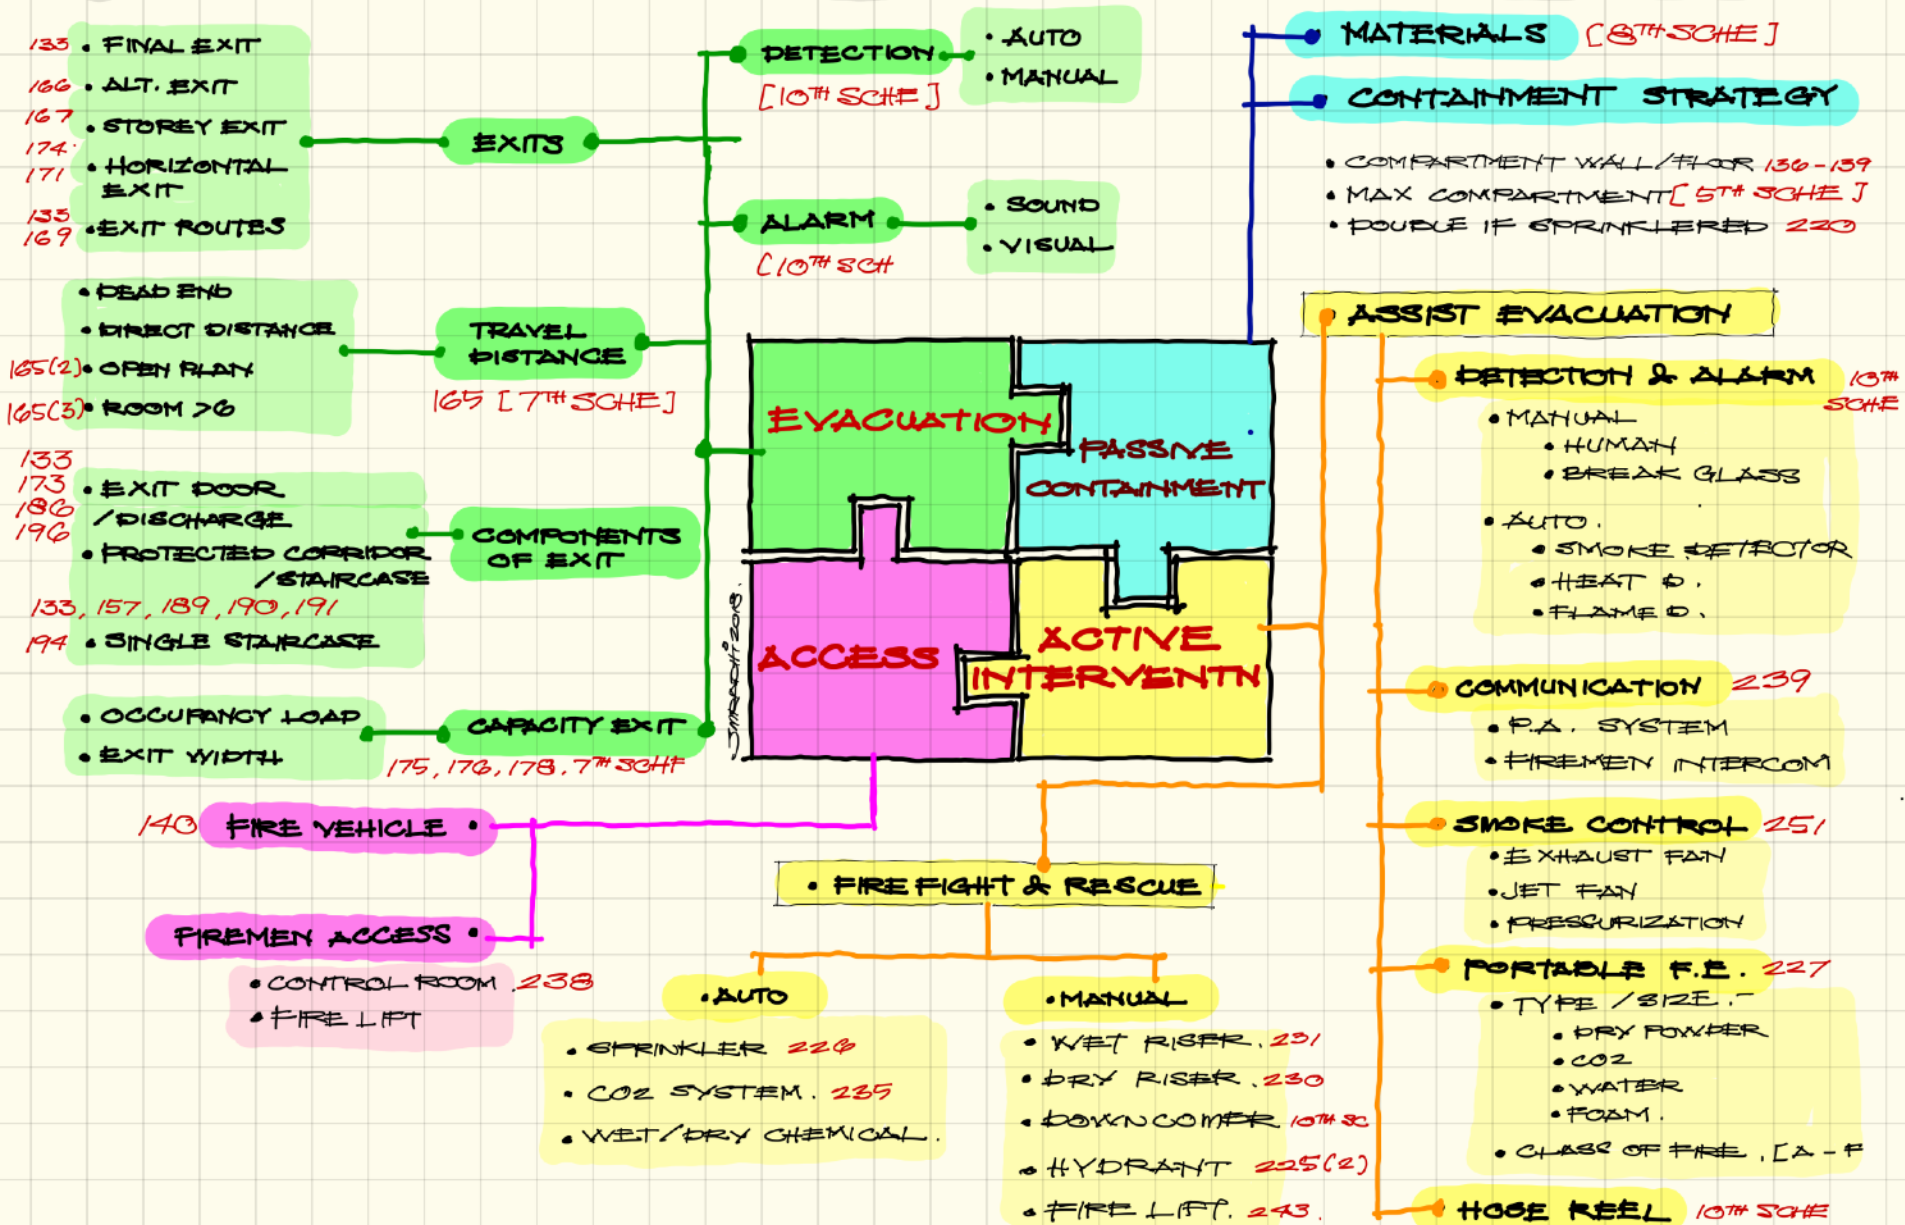 133 • FINAL EXIT
166 • ALT. EXIT
167
• STOREY EXIT
174
171 • HORIZONTAL
EXIT
133
169 • EXIT ROUTES
EXITS
• DEAD END
• DIRECT DISTANCE
165(2) • OPEN PLAN
165(3) • ROOM >6
TRAVEL
DISTANCE
165 [7TH SCHE]
133
173 • EXIT DOOR
186 /DISCHARGE
196
• PROTECTED CORRIDOR
/STAIRCASE
133, 157, 189, 190, 191
194 • SINGLE STAIRCASE
COMPONENTS
OF EXIT
• OCCUPANCY LOAD
• EXIT WIDTH
CAPACITY EXIT
175, 176, 178, 7TH SCHF
DETECTION
[10TH SCHE]
• AUTO
• MANUAL
ALARM
[10TH SCH
• SOUND
• VISUAL
MATERIALS [8TH SCHE]
CONTAINMENT STRATEGY
• COMPARTMENT WALL/FLOOR 136-139
• MAX COMPARTMENT [5TH SCHE]
• DOUBLE IF SPRINKLERED 220
EVACUATION
PASSIVE
CONTAINMENT
ACCESS
ACTIVE
INTERVENTN
140 FIRE VEHICLE •
FIREMEN ACCESS •
• CONTROL ROOM 238
• FIRE LIFT
• FIRE FIGHT & RESCUE
• AUTO
• SPRINKLER 226
• CO2 SYSTEM. 235
• WET/DRY CHEMICAL.
• MANUAL
• WET RISER. 231
• DRY RISER. 230
• DOWN COMER 10TH SC
• HYDRANT 225(2)
• FIRE LIFT. 243.
• ASSIST EVACUATION
DETECTION & ALARM 10TH
SCHE
• MANUAL
• HUMAN
• BREAK GLASS
• AUTO.
• SMOKE DETECTOR
• HEAT D.
• FLAME D.
COMMUNICATION 239
• P.A. SYSTEM
• FIREMEN INTERCOM
SMOKE CONTROL 251
• EXHAUST FAN
• JET FAN
• PRESSURIZATION
PORTABLE F.E. 227
• TYPE /SIZE :-
• DRY POWDER
• CO2
• WATER
• FOAM.
• CLASS OF FIRE. [A - F
HOSE REEL 10TH SCHE